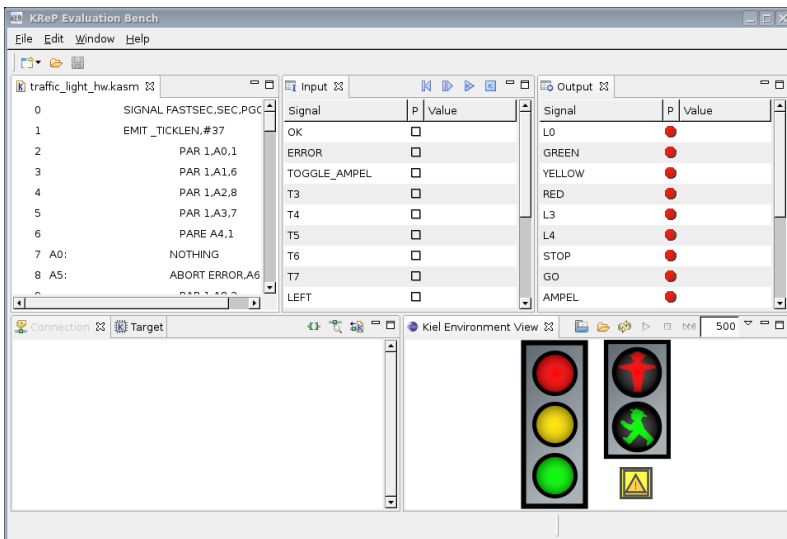 KReP Evaluation Bench
File Edit Window Help
traffic_light_hw.kasm
0 SIGNAL FASTSEC,SEC,PGO
1 EMIT _TICKLEN,#37
2 PAR 1,A0,1
3 PAR 1,A1,6
4 PAR 1,A2,8
5 PAR 1,A3,7
6 PARE A4,1
7 A0: NOTHING
8 A5: ABORT ERROR,A6
Input
Signal P Value
OK
ERROR
TOGGLE_AMPEL
T3
T4
T5
T6
T7
LEFT
Output
Signal P Value
L0
GREEN
YELLOW
RED
L3
L4
STOP
GO
AMPEL
Connection Target
Kiel Environment View 500